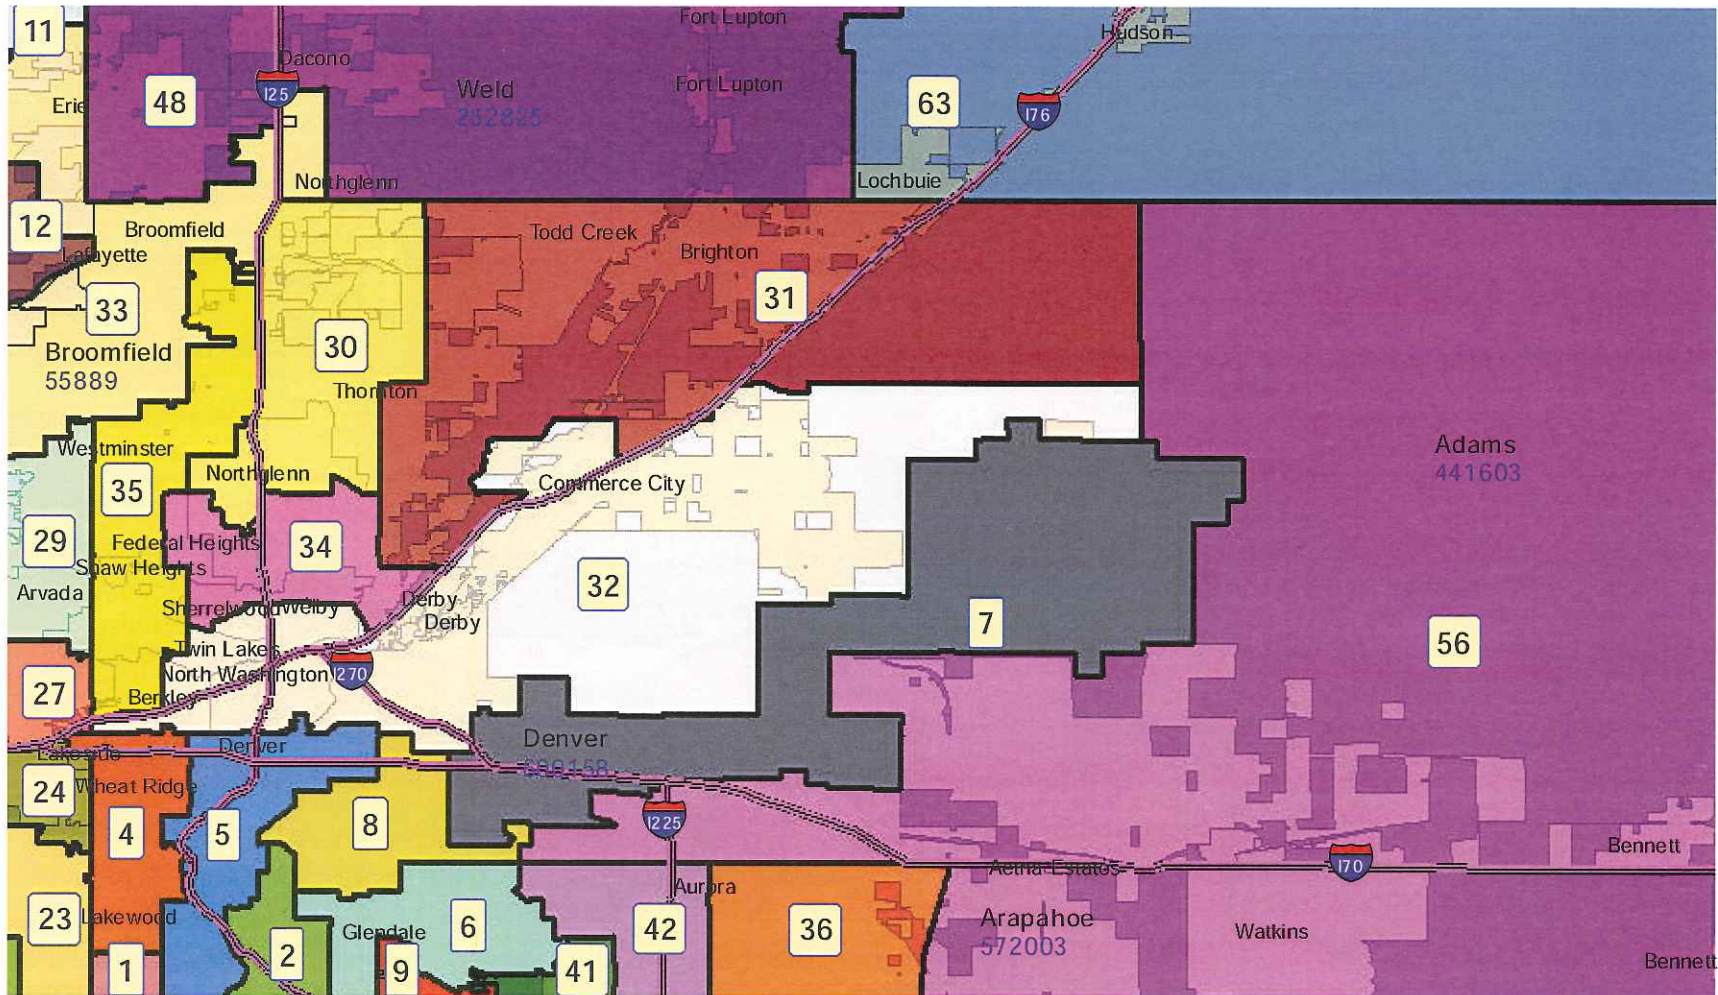 11
Fort Lupton
Hudson
Dacono
48
I25
Weld
252825
Fort Lupton
63
I76
Erie
Northglenn
Lochbuie
12
Broomfield
Todd Creek
Brighton
Lafayette
33
31
30
Broomfield
55889
Thornton
Westminster
Northglenn
35
Commerce City
Adams
441603
29
Federal Heights
34
Shaw Heights
Arvada
32
Sherrelwood
Welby
Derby
Derby
7
56
Twin Lakes
27
North Washington
I270
Berkley
Lakeside
Denver
Denver
24
Wheat Ridge
4
5
8
I225
Bennett
Aetna Estates
I70
Aurora
23
Lakewood
Glendale
6
42
36
Arapahoe
572003
Watkins
2
1
9
41
Bennett